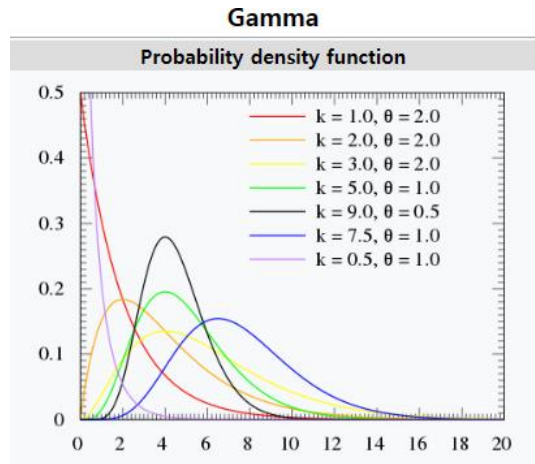 Gamma
Probability density function
0.5
k = 1.0, θ = 2.0
k = 2.0, θ = 2.0
0.4
k = 3.0, θ = 2.0
k = 5.0, θ = 1.0
k = 9.0, θ = 0.5
0.3
k = 7.5, θ = 1.0
k = 0.5, θ = 1.0
0.2
0.1
0
0 2 4 6 8 10 12 14 16 18 20